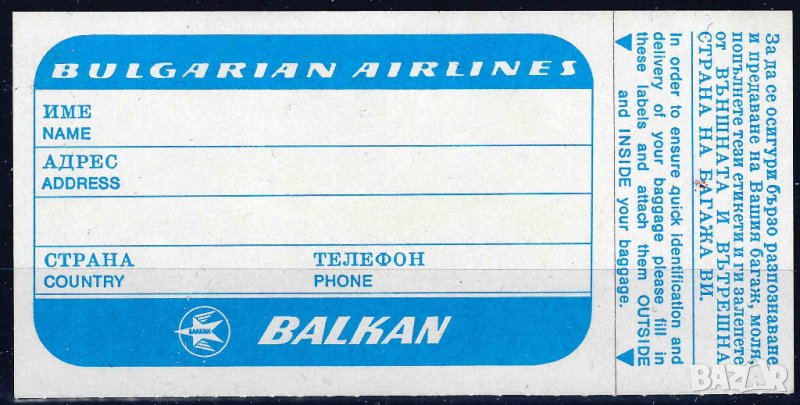 BULGARIAN AIRLINES
ИМЕ
NAME
АДРЕС
ADDRESS
СТРАНА
COUNTRY
ТЕЛЕФОН
PHONE
БАЛКАН
BALKAN
За да се осигури бързо разпознаване
и предаване на Вашия багаж, моля,
попълнете тези етикети и ги залепете
от ВЪНШНАТА И ВЪТРЕШНА
СТРАНА НА БАГАЖА ВИ.
In order to ensure quick identification and
delivery of your baggage please fill in
these labels and attach them OUTSIDE
and INSIDE your baggage.
BAZAR